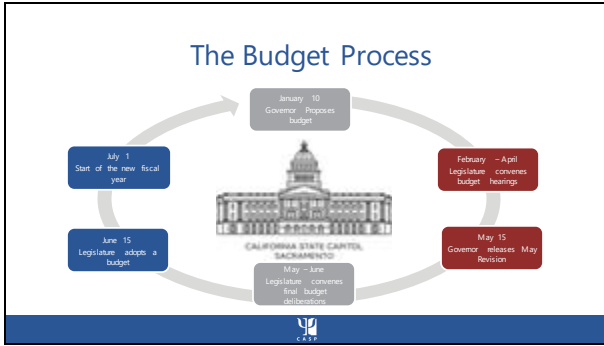 The Budget Process
January 10
Governor Proposes
budget
February – April
Legislature convenes
budget hearings
May 15
Governor releases May
Revision
May – June
Legislature convenes
final budget
deliberations
June 15
Legislature adopts a
budget
July 1
Start of the new fiscal
year
CALIFORNIA STATE CAPITOL
SACRAMENTO
CASP